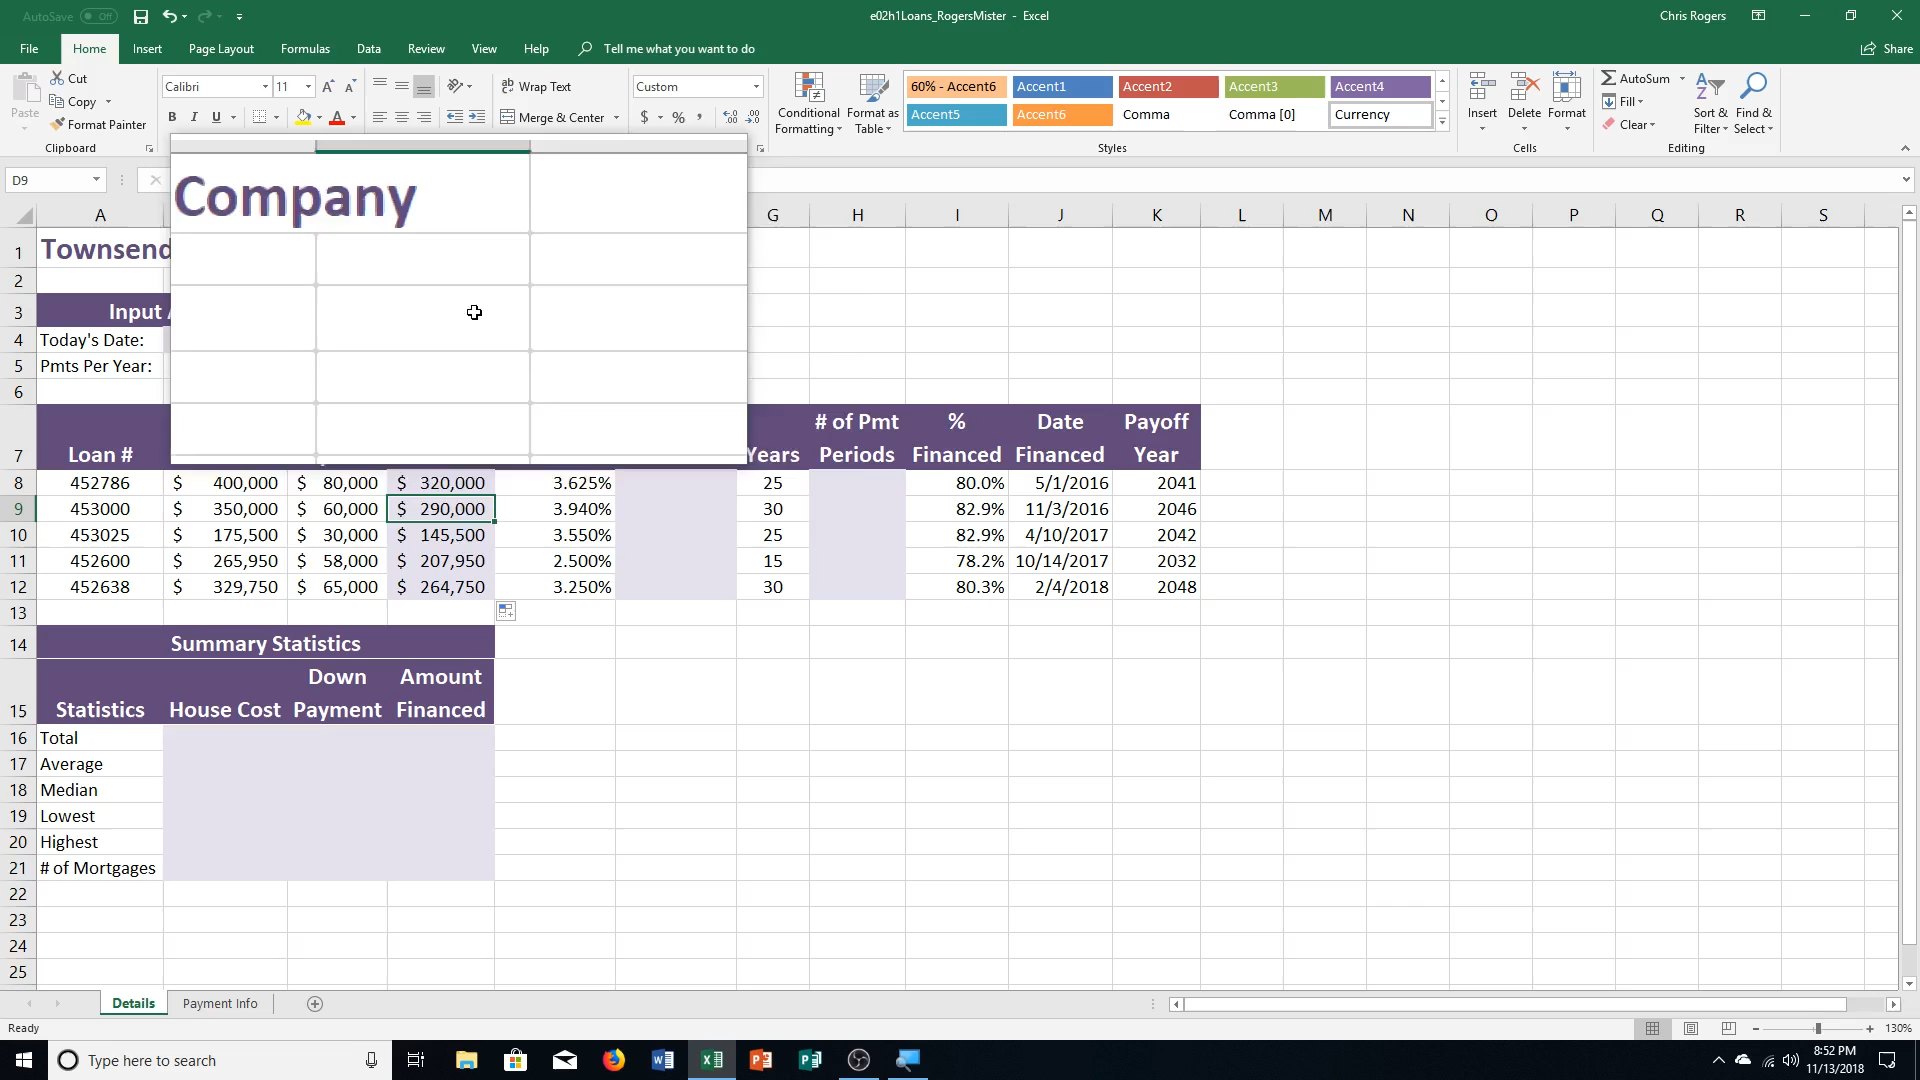 AutoSave Off
e02h1Loans_RogersMister - Excel
Chris Rogers
File Home Insert Page Layout Formulas Data Review View Help Tell me what you want to do Share
Paste
Cut
Copy
Format Painter
Clipboard
Calibri 11
B I U
Wrap Text
Merge & Center
Custom
$ % ,
Conditional Formatting
Format as Table
60% - Accent6 Accent1 Accent2 Accent3 Accent4
Accent5 Accent6 Comma Comma [0] Currency
Styles
Insert Delete Format
Cells
AutoSum
Fill
Clear
Sort & Filter
Find & Select
Editing
D9
Company
A G H I J K L M N O P Q R S
1 Townsend
2
3 Input A
4 Today's Date:
5 Pmts Per Year:
6
7 Loan # Years # of Pmt Periods % Financed Date Financed Payoff Year
8 452786 $ 400,000 $ 80,000 $ 320,000 3.625% 25 80.0% 5/1/2016 2041
9 453000 $ 350,000 $ 60,000 $ 290,000 3.940% 30 82.9% 11/3/2016 2046
10 453025 $ 175,500 $ 30,000 $ 145,500 3.550% 25 82.9% 4/10/2017 2042
11 452600 $ 265,950 $ 58,000 $ 207,950 2.500% 15 78.2% 10/14/2017 2032
12 452638 $ 329,750 $ 65,000 $ 264,750 3.250% 30 80.3% 2/4/2018 2048
13
14 Summary Statistics
15 Statistics House Cost Down Payment Amount Financed
16 Total
17 Average
18 Median
19 Lowest
20 Highest
21 # of Mortgages
22
23
24
25
Details Payment Info
Ready
130%
Type here to search
8:52 PM
11/13/2018